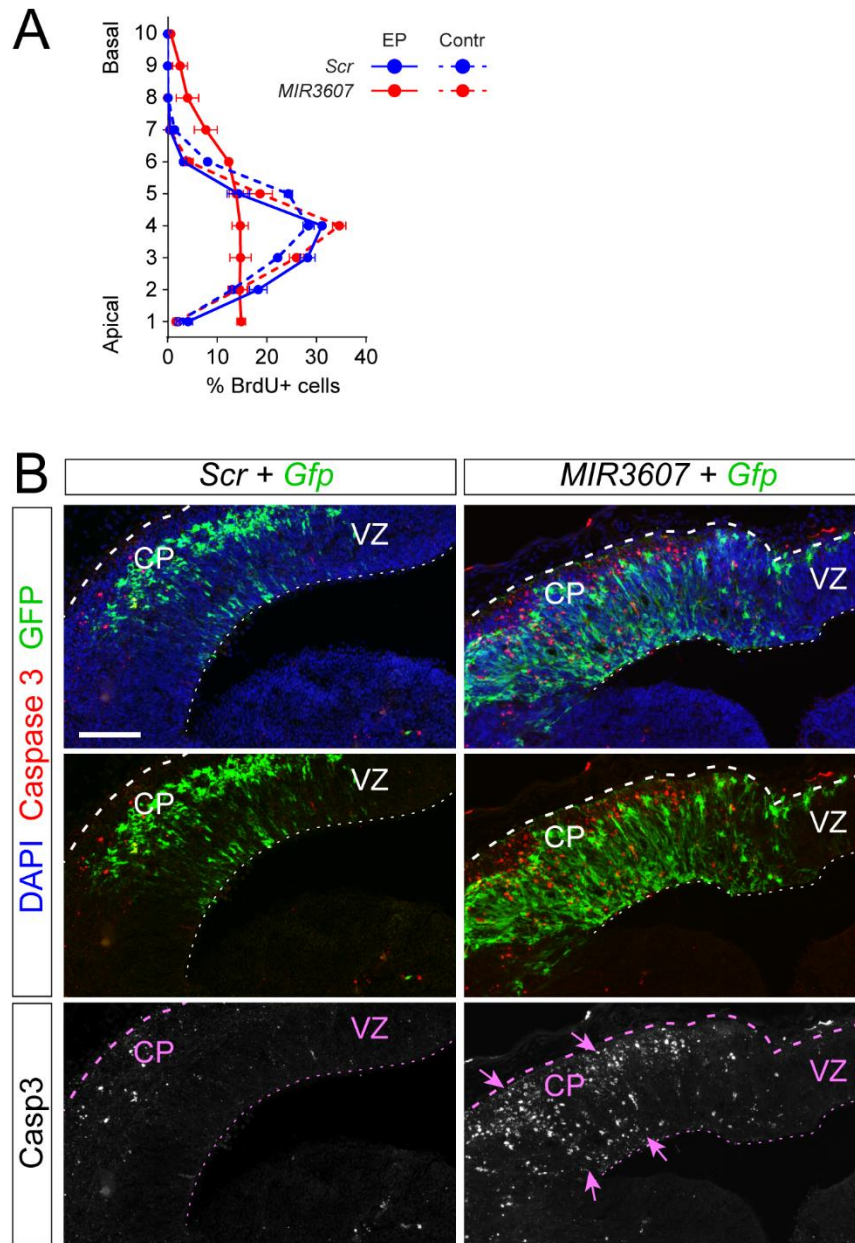 A
EP Contr
Scr
MIR3607
Basal
Apical
10
9
8
7
6
5
4
3
2
1
0 10 20 30 40
% BrdU+ cells
B
Scr + Gfp
MIR3607 + Gfp
DAPI Caspase 3 GFP
CP VZ
CP VZ
CP VZ
CP VZ
Casp3
CP VZ
CP VZ